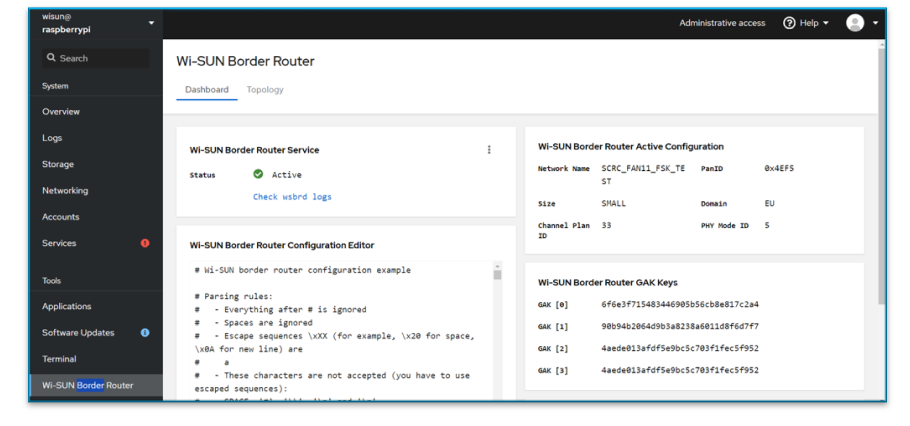 wisun@
raspberrypi
Administrative access
Help
Search
System
Overview
Logs
Storage
Networking
Accounts
Services
Tools
Applications
Software Updates
Terminal
Wi-SUN Border Router
Wi-SUN Border Router
Dashboard Topology
Wi-SUN Border Router Service
Status Active
Check wsbrd logs
Wi-SUN Border Router Configuration Editor
# Wi-SUN border router configuration example
# Parsing rules:
# - Everything after # is ignored
# - Spaces are ignored
# - Escape sequences \xXX (for example, \x20 for space,
\x0A for new line) are
# a
# - These characters are not accepted (you have to use
escaped sequences):
Wi-SUN Border Router Active Configuration
Network Name SCRC_FAN11_FSK_TE
ST
PanID 0x4EF5
Size SMALL Domain EU
Channel Plan
ID
33 PHY Mode ID 5
Wi-SUN Border Router GAK Keys
GAK [0] 6f6e3f715483446905b56cb8e817c2a4
GAK [1] 90b94b2064d9b3a8238a6011d8f6d7f7
GAK [2] 4aede013afdf5e9bc5c703f1fec5f952
GAK [3] 4aede013afdf5e9bc5c703f1fec5f952